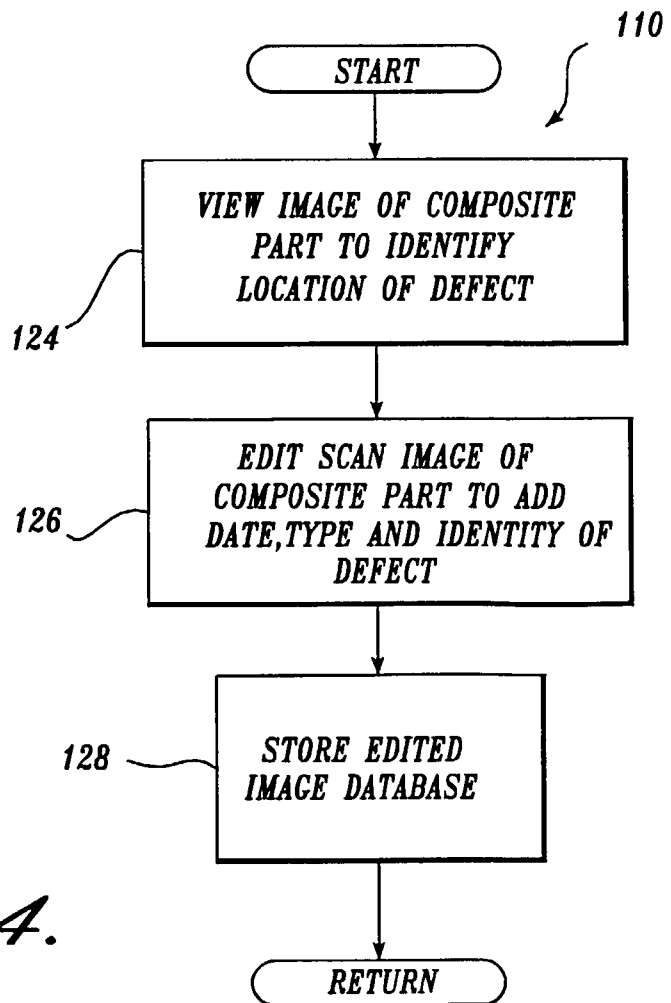 110
START
VIEW IMAGE OF COMPOSITE
PART TO IDENTIFY
LOCATION OF DEFECT
124
EDIT SCAN IMAGE OF
COMPOSITE PART TO ADD
DATE,TYPE AND IDENTITY OF
DEFECT
126
STORE EDITED
IMAGE DATABASE
128
4.
RETURN